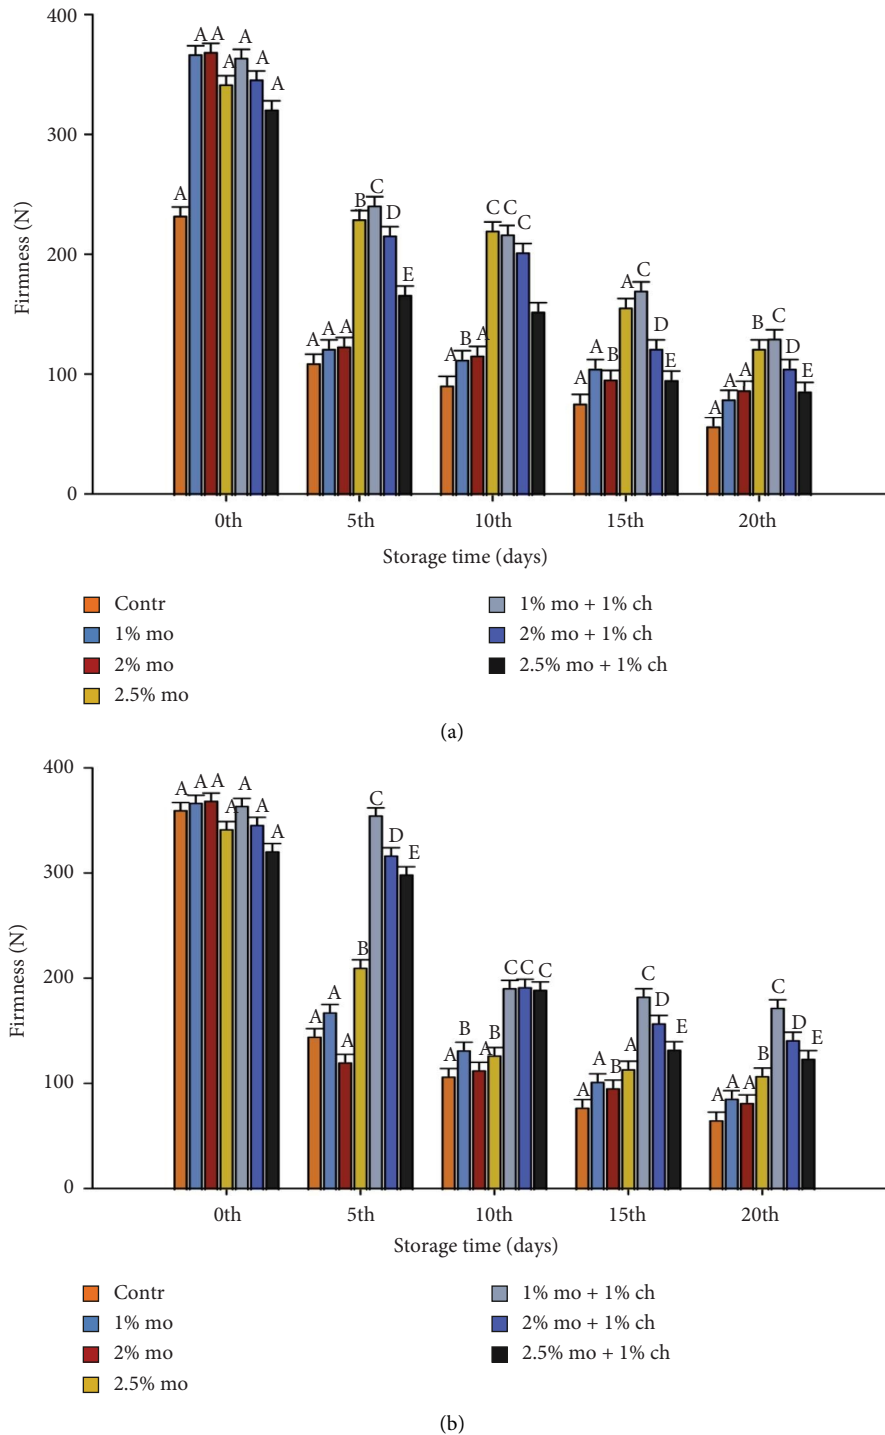 400
300
200
100
0
Firmness (N)
A A A A A A A
A A A B C D E
A B A C C C
A A B A C D E
A A A B C D E
0th 5th 10th 15th 20th
Storage time (days)
Contr
1% mo
2% mo
2.5% mo
1% mo + 1% ch
2% mo + 1% ch
2.5% mo + 1% ch
(a)
400
300
200
100
0
Firmness (N)
A A A A A A A
A A A B C D E
A B A B C C C
A A B A C D E
A A A B C D E
0th 5th 10th 15th 20th
Storage time (days)
Contr
1% mo
2% mo
2.5% mo
1% mo + 1% ch
2% mo + 1% ch
2.5% mo + 1% ch
(b)